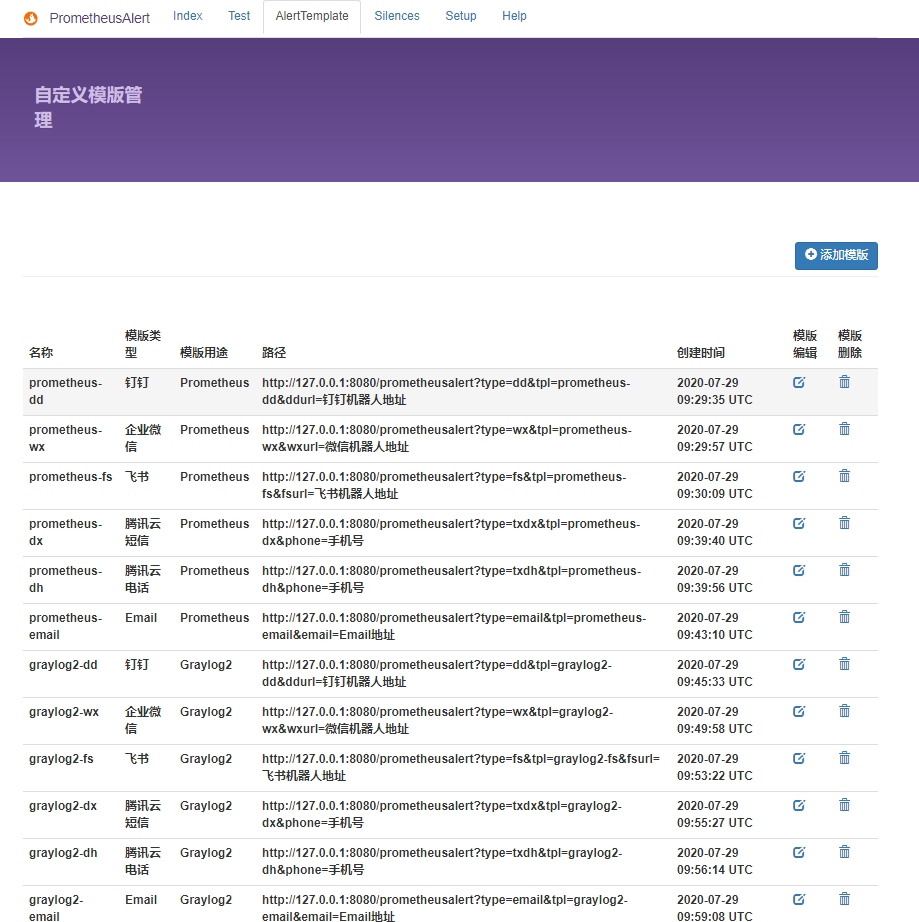 PrometheusAlert Index Test AlertTemplate Silences Setup Help
自定义模版管
理
添加模版
模版类 模版 模版
名称 型 模版用途 路径 创建时间 编辑 删除
prometheus- 钉钉 Prometheus http://127.0.0.1:8080/prometheusalert?type=dd&tpl=prometheus- 2020-07-29
dd dd&ddurl=钉钉机器人地址 09:29:35 UTC
prometheus- 企业微 Prometheus http://127.0.0.1:8080/prometheusalert?type=wx&tpl=prometheus- 2020-07-29
wx 信 wx&wxurl=微信机器人地址 09:29:57 UTC
prometheus-fs 飞书 Prometheus http://127.0.0.1:8080/prometheusalert?type=fs&tpl=prometheus- 2020-07-29
fs&fsurl=飞书机器人地址 09:30:09 UTC
prometheus- 腾讯云 Prometheus http://127.0.0.1:8080/prometheusalert?type=txdx&tpl=prometheus- 2020-07-29
dx 短信 dx&phone=手机号 09:39:40 UTC
prometheus- 腾讯云 Prometheus http://127.0.0.1:8080/prometheusalert?type=txdh&tpl=prometheus- 2020-07-29
dh 电话 dh&phone=手机号 09:39:56 UTC
prometheus- Email Prometheus http://127.0.0.1:8080/prometheusalert?type=email&tpl=prometheus- 2020-07-29
email email&email=Email地址 09:43:10 UTC
graylog2-dd 钉钉 Graylog2 http://127.0.0.1:8080/prometheusalert?type=dd&tpl=graylog2- 2020-07-29
dd&ddurl=钉钉机器人地址 09:45:33 UTC
graylog2-wx 企业微 Graylog2 http://127.0.0.1:8080/prometheusalert?type=wx&tpl=graylog2- 2020-07-29
信 wx&wxurl=微信机器人地址 09:49:58 UTC
graylog2-fs 飞书 Graylog2 http://127.0.0.1:8080/prometheusalert?type=fs&tpl=graylog2-fs&fsurl= 2020-07-29
飞书机器人地址 09:53:22 UTC
graylog2-dx 腾讯云 Graylog2 http://127.0.0.1:8080/prometheusalert?type=txdx&tpl=graylog2- 2020-07-29
短信 dx&phone=手机号 09:55:27 UTC
graylog2-dh 腾讯云 Graylog2 http://127.0.0.1:8080/prometheusalert?type=txdh&tpl=graylog2- 2020-07-29
电话 dh&phone=手机号 09:56:14 UTC
graylog2- Email Graylog2 http://127.0.0.1:8080/prometheusalert?type=email&tpl=graylog2- 2020-07-29
email email&email=Email地址 09:59:08 UTC